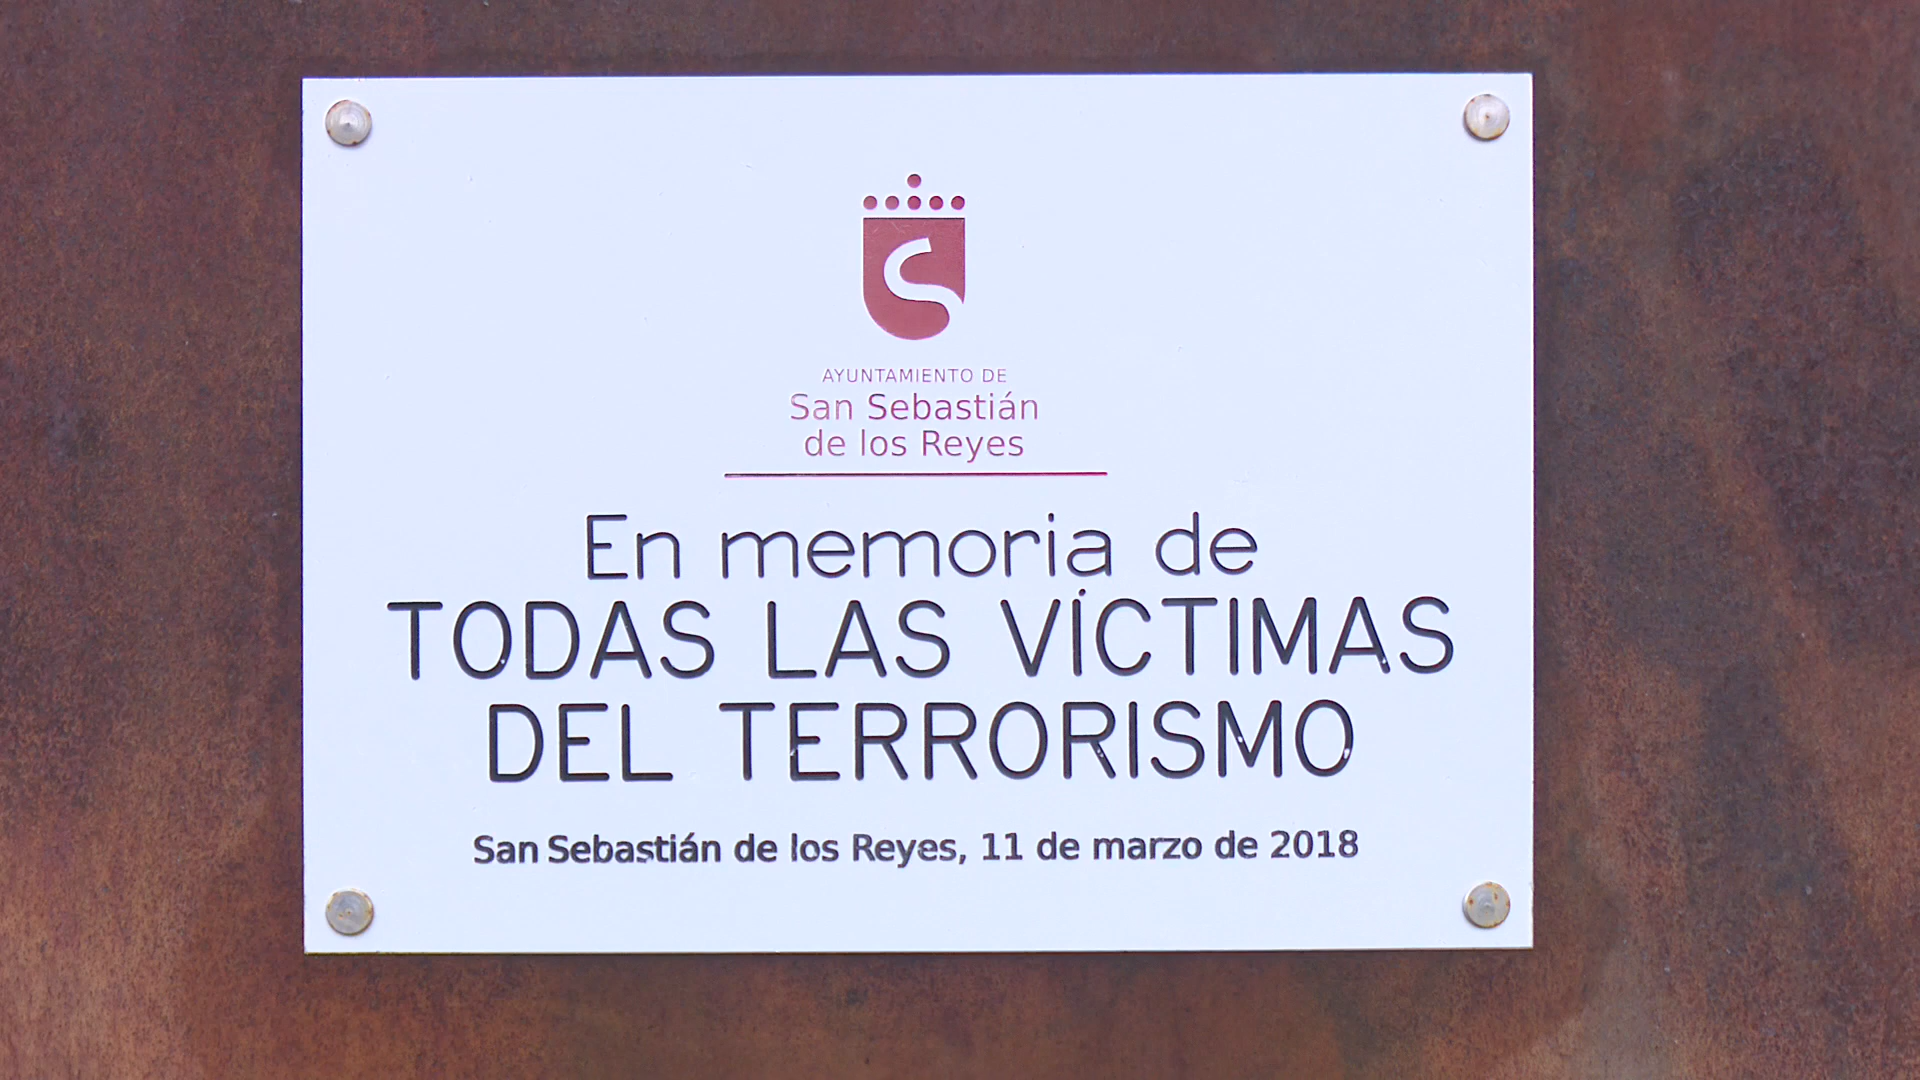 AYUNTAMIENTO DE
San Sebastián
de los Reyes
En memoria de
TODAS LAS VÍCTIMAS
DEL TERRORISMO
San Sebastián de los Reyes, 11 de marzo de 2018